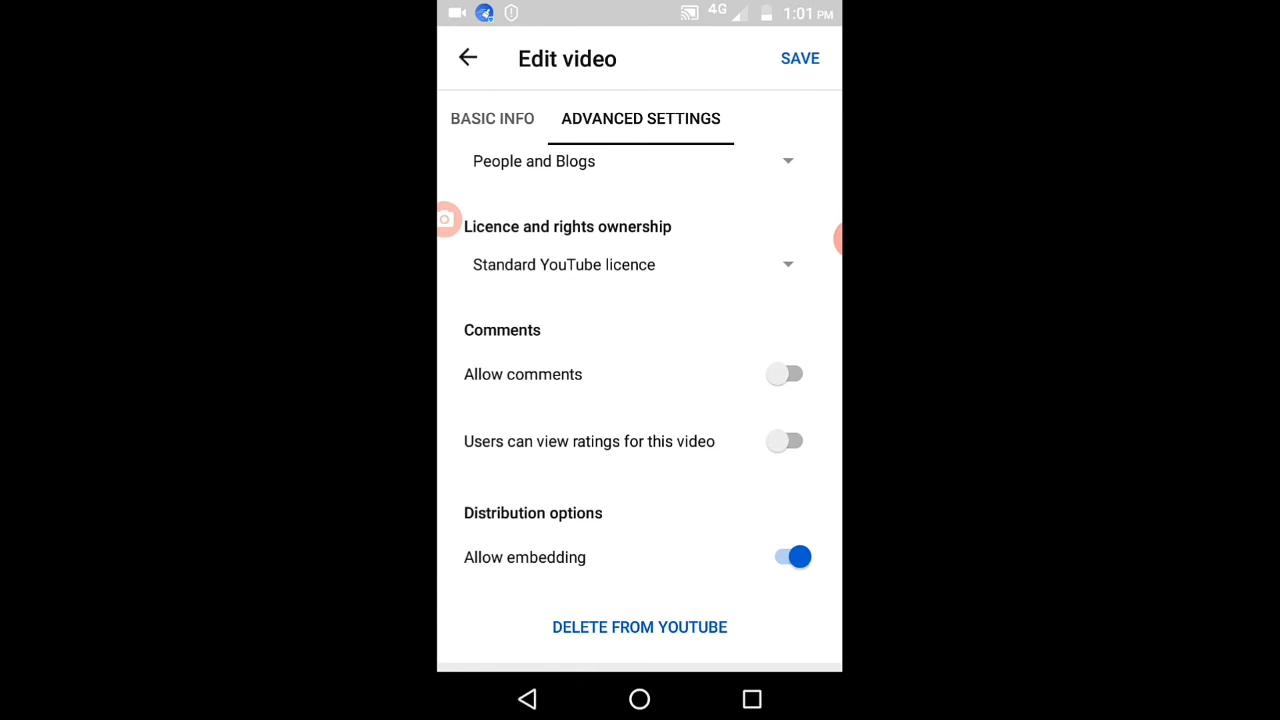 4G 1:01 PM
Edit video SAVE
BASIC INFO ADVANCED SETTINGS
People and Blogs
Licence and rights ownership
Standard YouTube licence
Comments
Allow comments
Users can view ratings for this video
Distribution options
Allow embedding
DELETE FROM YOUTUBE